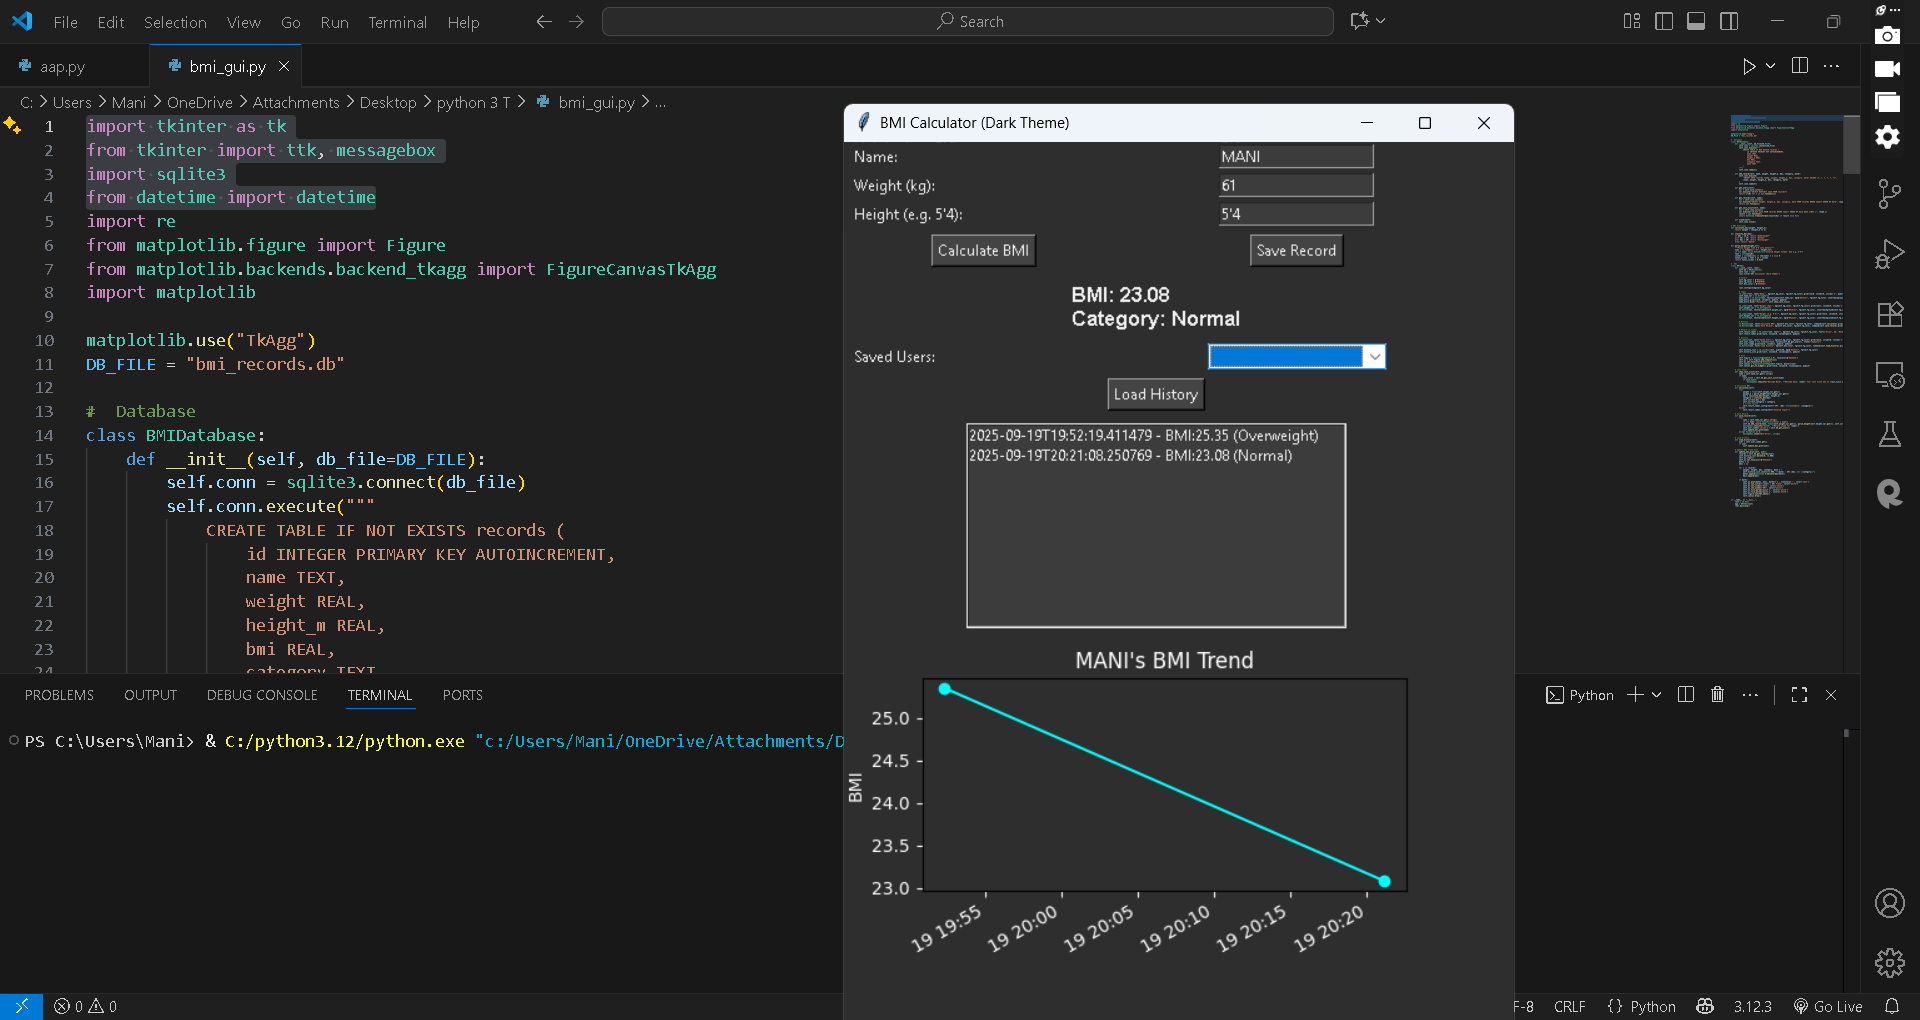 File Edit Selection View Go Run Terminal Help
Search
aap.py
bmi_gui.py
C: > Users > Mani > OneDrive > Attachments > Desktop > python 3 T > bmi_gui.py > ...
1 import tkinter as tk
2 from tkinter import ttk, messagebox
3 import sqlite3
4 from datetime import datetime
5 import re
6 from matplotlib.figure import Figure
7 from matplotlib.backends.backend_tkagg import FigureCanvasTkAgg
8 import matplotlib
9
10 matplotlib.use("TkAgg")
11 DB_FILE = "bmi_records.db"
12
13 #  Database
14 class BMIDatabase:
15     def __init__(self, db_file=DB_FILE):
16         self.conn = sqlite3.connect(db_file)
17         self.conn.execute("""
18             CREATE TABLE IF NOT EXISTS records (
19                 id INTEGER PRIMARY KEY AUTOINCREMENT,
20                 name TEXT,
21                 weight REAL,
22                 height_m REAL,
23                 bmi REAL,
24                 category TEXT
BMI Calculator (Dark Theme)
Name: MANI
Weight (kg): 61
Height (e.g. 5'4): 5'4
Calculate BMI Save Record
BMI: 23.08
Category: Normal
Saved Users:
Load History
2025-09-19T19:52:19.411479 - BMI:25.35 (Overweight)
2025-09-19T20:21:08.250769 - BMI:23.08 (Normal)
MANI's BMI Trend
BMI
25.0
24.5
24.0
23.5
23.0
19 19:55 19 20:00 19 20:05 19 20:10 19 20:15 19 20:20
PROBLEMS OUTPUT DEBUG CONSOLE TERMINAL PORTS
Python
PS C:\Users\Mani> & C:/python3.12/python.exe "c:/Users/Mani/OneDrive/Attachments/D
0 0
F-8 CRLF {} Python 3.12.3 Go Live